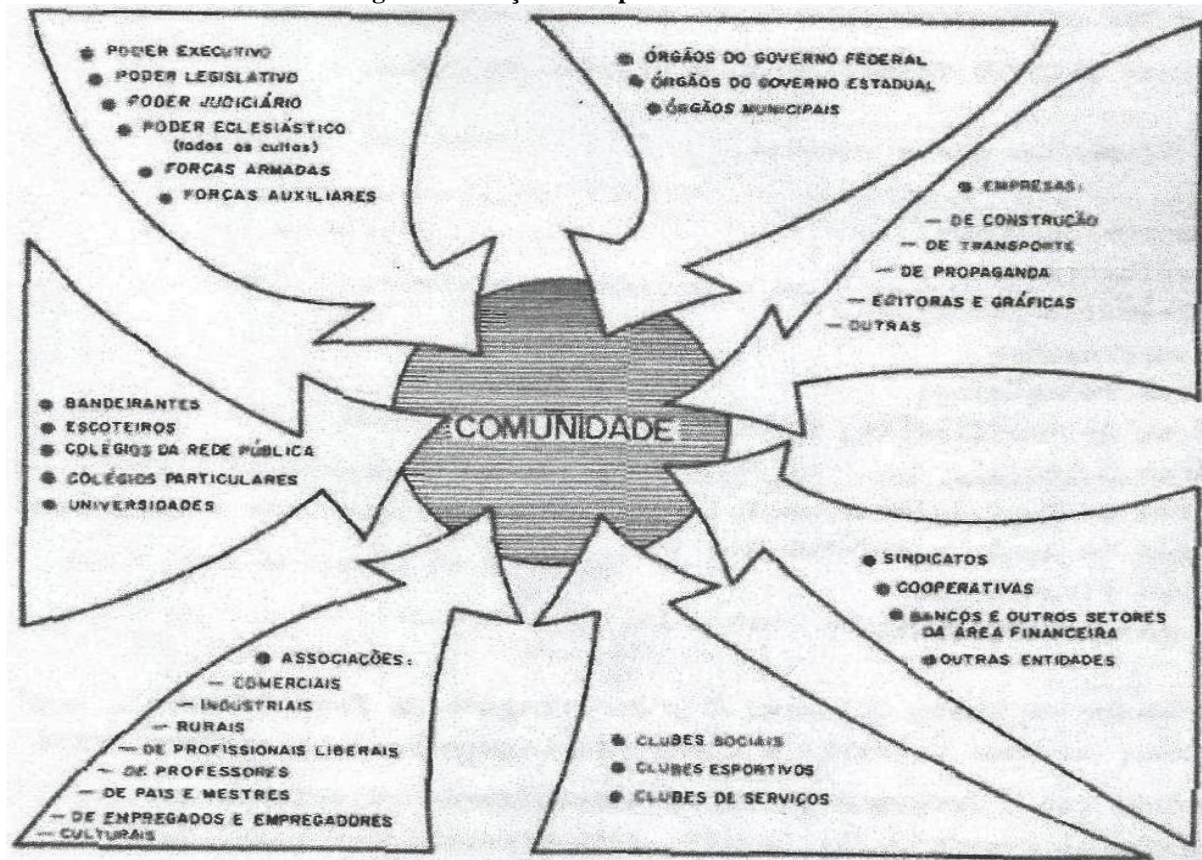 ● PODER EXECUTIVO
● PODER LEGISLATIVO
● PODER JUDICIÁRIO
● PODER ECLESIÁSTICO
(todos os cultos)
● FORÇAS ARMADAS
● FORÇAS AUXILIARES
● ÓRGÃOS DO GOVERNO FEDERAL
● ÓRGÃOS DO GOVERNO ESTADUAL
● ÓRGÃOS MUNICIPAIS
● EMPRESAS:
— DE CONSTRUÇÃO
— DE TRANSPORTE
— DE PROPAGANDA
— EDITORAS E GRÁFICAS
— OUTRAS
COMUNIDADE
● BANDEIRANTES
● ESCOTEIROS
● COLÉGIOS DA REDE PÚBLICA
● COLÉGIOS PARTICULARES
● UNIVERSIDADES
● SINDICATOS
● COOPERATIVAS
● BANCOS E OUTROS SETORES
DA ÁREA FINANCEIRA
● OUTRAS ENTIDADES
● ASSOCIAÇÕES:
— COMERCIAIS
— INDUSTRIAIS
— RURAIS
— DE PROFISSIONAIS LIBERAIS
— DE PROFESSORES
— DE PAIS E MESTRES
— DE EMPREGADOS E EMPREGADORES
— CULTURAIS
● CLUBES SOCIAIS
● CLUBES ESPORTIVOS
● CLUBES DE SERVIÇOS